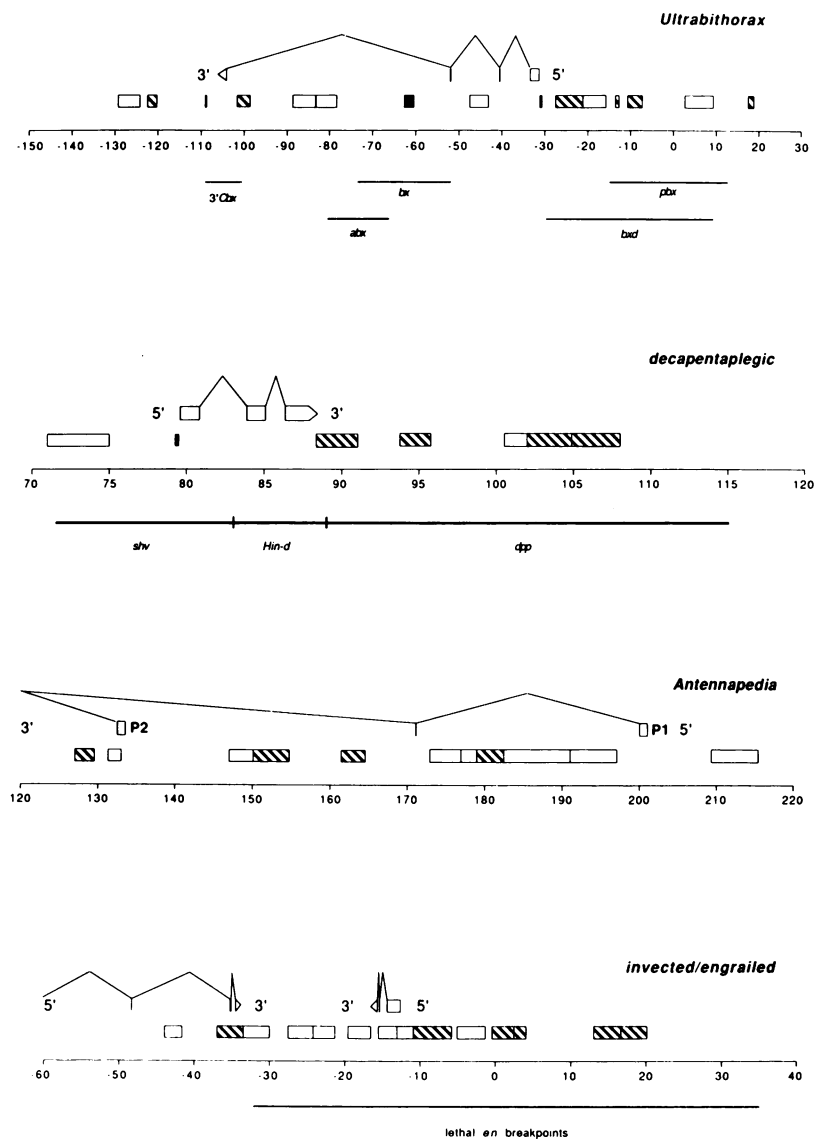 Ultrabithorax
3' 5'
-150 -140 -130 -120 -110 -100 -90 -80 -70 -60 -50 -40 -30 -20 -10 0 10 20 30
3'Cbx bx pbx
abx bxd
decapentaplegic
5' 3'
70 75 80 85 90 95 100 105 110 115 120
shv Hin-d dpp
Antennapedia
3' P2 P1 5'
120 130 140 150 160 170 180 190 200 210 220
invected/engrailed
5' 3' 3' 5'
-60 -50 -40 -30 -20 -10 0 10 20 30 40
lethal en breakpoints